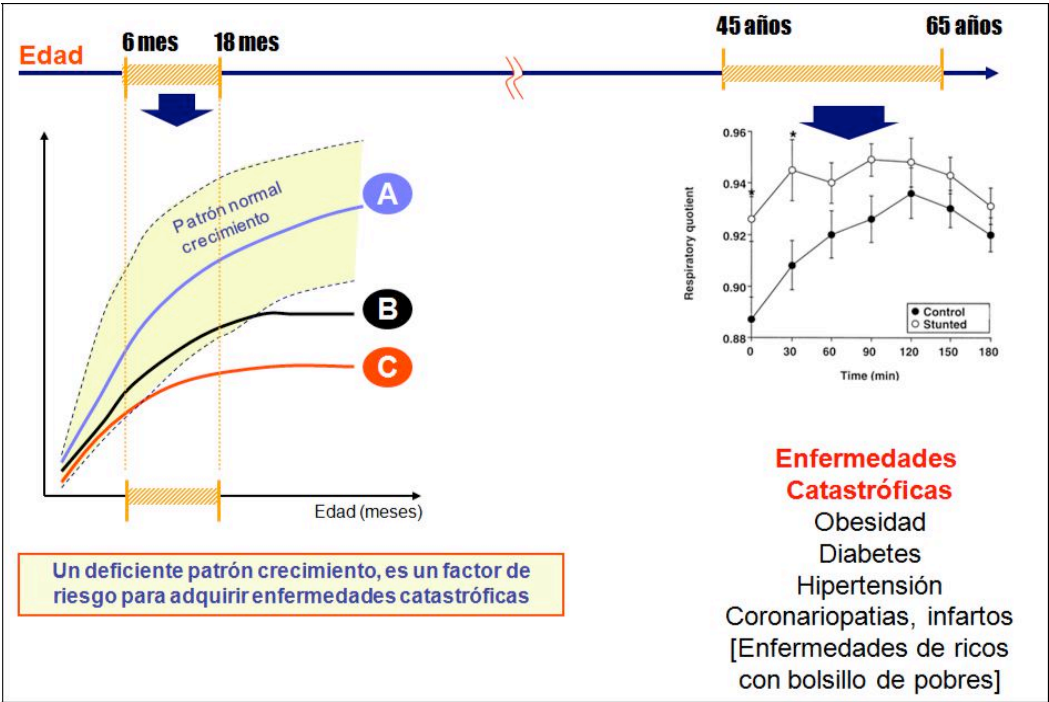 6 mes
18 mes
45 años
65 años
Edad
Patrón normal
crecimiento
A
B
C
Edad (meses)
Un deficiente patrón crecimiento, es un factor de
riesgo para adquirir enfermedades catastróficas
0.96
0.94
0.92
0.90
0.88
Respiratory quotient
*
*
Control
Stunted
0 30 60 90 120 150 180
Time (min)
Enfermedades
Catastróficas
Obesidad
Diabetes
Hipertensión
Coronariopatias, infartos
[Enfermedades de ricos
con bolsillo de pobres]